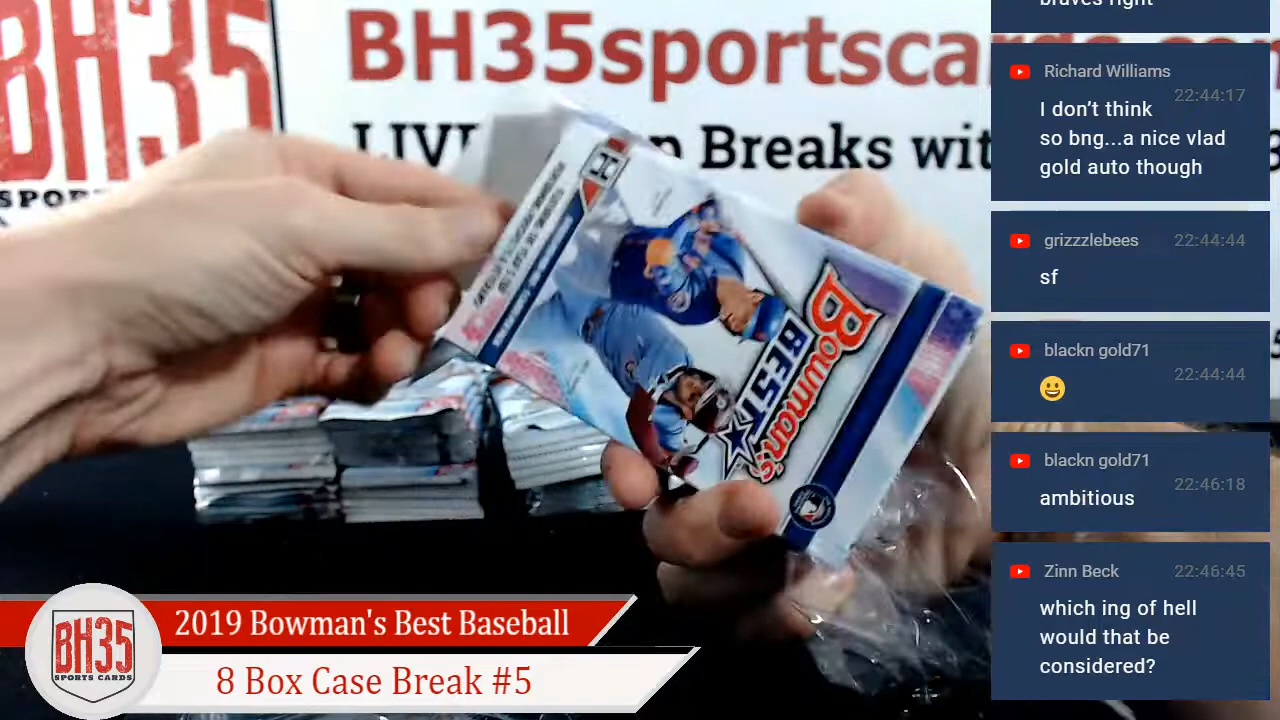 BH35
SPOR
BH35sportsca
LIV
p Breaks wit
Bowman's
BEST
braves right
Richard Williams
22:44:17
I don't think
so bng...a nice vlad
gold auto though
grizzzlebees
22:44:44
sf
blackn gold71
22:44:44
blackn gold71
22:46:18
ambitious
Zinn Beck
22:46:45
which ing of hell
would that be
considered?
BH35
SPORTS CARDS
2019 Bowman's Best Baseball
8 Box Case Break #5